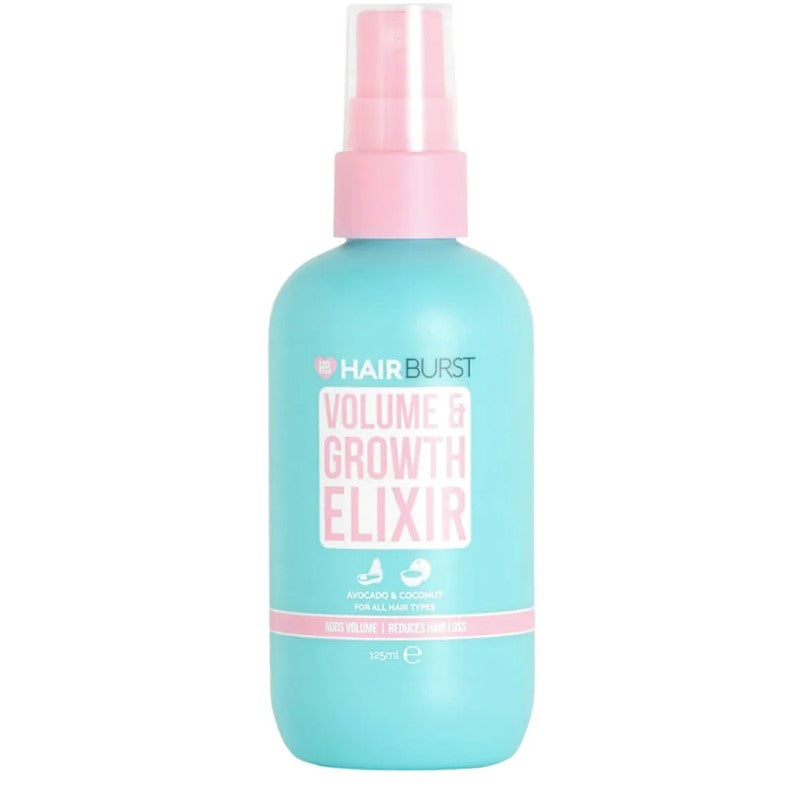 HB HAIRBURST
VOLUME &
GROWTH
ELIXIR
AVOCADO & COCONUT
FOR ALL HAIR TYPES
ADDS VOLUME | REDUCES HAIR LOSS
125ml ℮